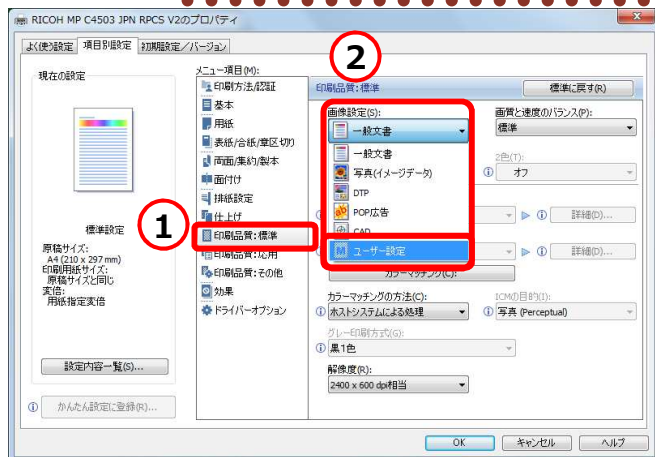 RICOH MP C4503 JPN RPCS V2のプロパティ
よく使う設定 項目別設定 初期設定／バージョン
現在の設定
標準設定
原稿サイズ:
A4 (210 x 297 mm)
印刷用紙サイズ:
原稿サイズと同じ
変倍:
用紙指定変倍
設定内容一覧(S)...
かんたん設定に登録(R)...
メニュー項目(M):
印刷方法/認証
基本
用紙
表紙/合紙/章区切り
両面/集約/製本
面付け
排紙設定
仕上げ
1
印刷品質:標準
印刷品質:応用
印刷品質:その他
効果
ドライバーオプション
2
印刷品質:標準
標準に戻す(R)
画像設定(S):
一般文書
一般文書
写真(イメージデータ)
DTP
POP広告
CAD
ユーザー設定
画質と速度のバランス(P):
標準
2色(T):
オフ
詳細(D)...
詳細(D)...
カラーマッチング(C):
カラーマッチングの方法(C):
ホストシステムによる処理
ICMの目的(I):
写真 (Perceptual)
グレー印刷方式(G):
黒1色
解像度(R):
2400 x 600 dpi相当
OK キャンセル ヘルプ